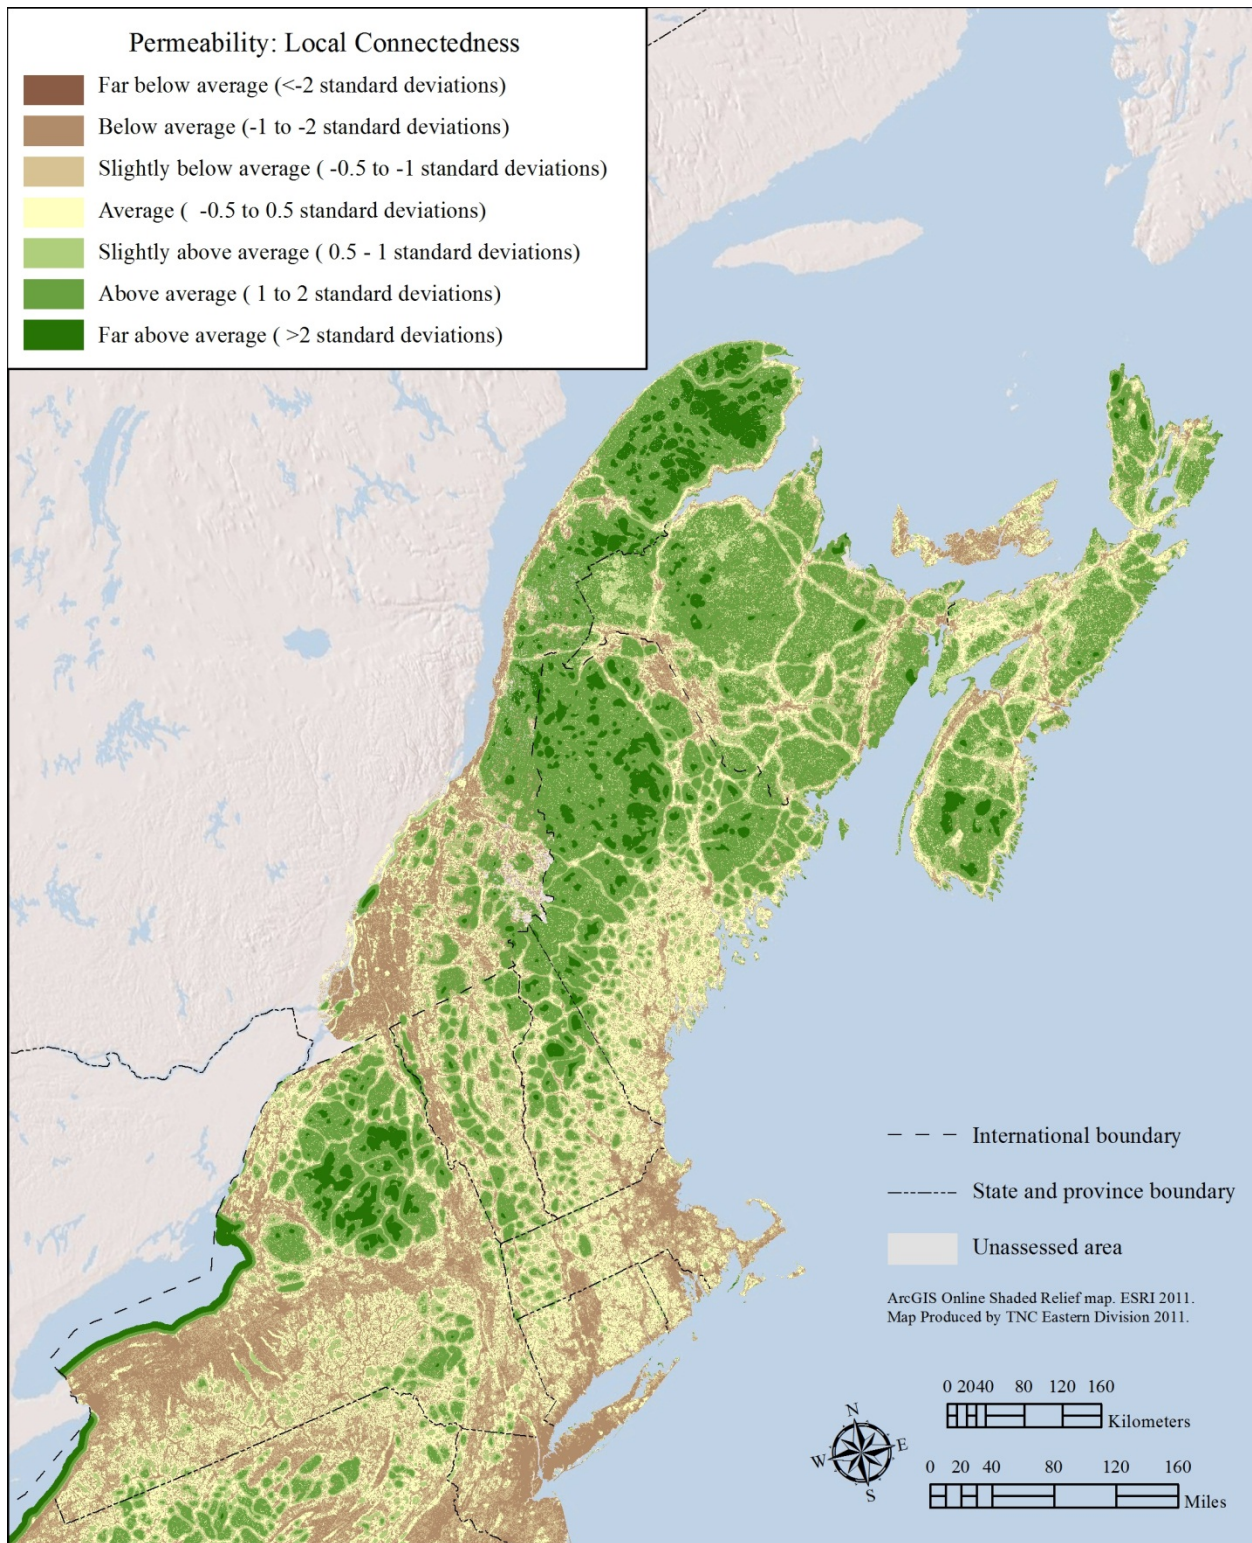 Permeability: Local Connectedness
Far below average (<-2 standard deviations)
Below average (-1 to -2 standard deviations)
Slightly below average ( -0.5 to -1 standard deviations)
Average ( -0.5 to 0.5 standard deviations)
Slightly above average ( 0.5 - 1 standard deviations)
Above average ( 1 to 2 standard deviations)
Far above average ( >2 standard deviations)
International boundary
State and province boundary
Unassessed area
ArcGIS Online Shaded Relief map. ESRI 2011.
Map Produced by TNC Eastern Division 2011.
N
W E
S
0 20 40 80 120 160
Kilometers
0 20 40 80 120 160
Miles